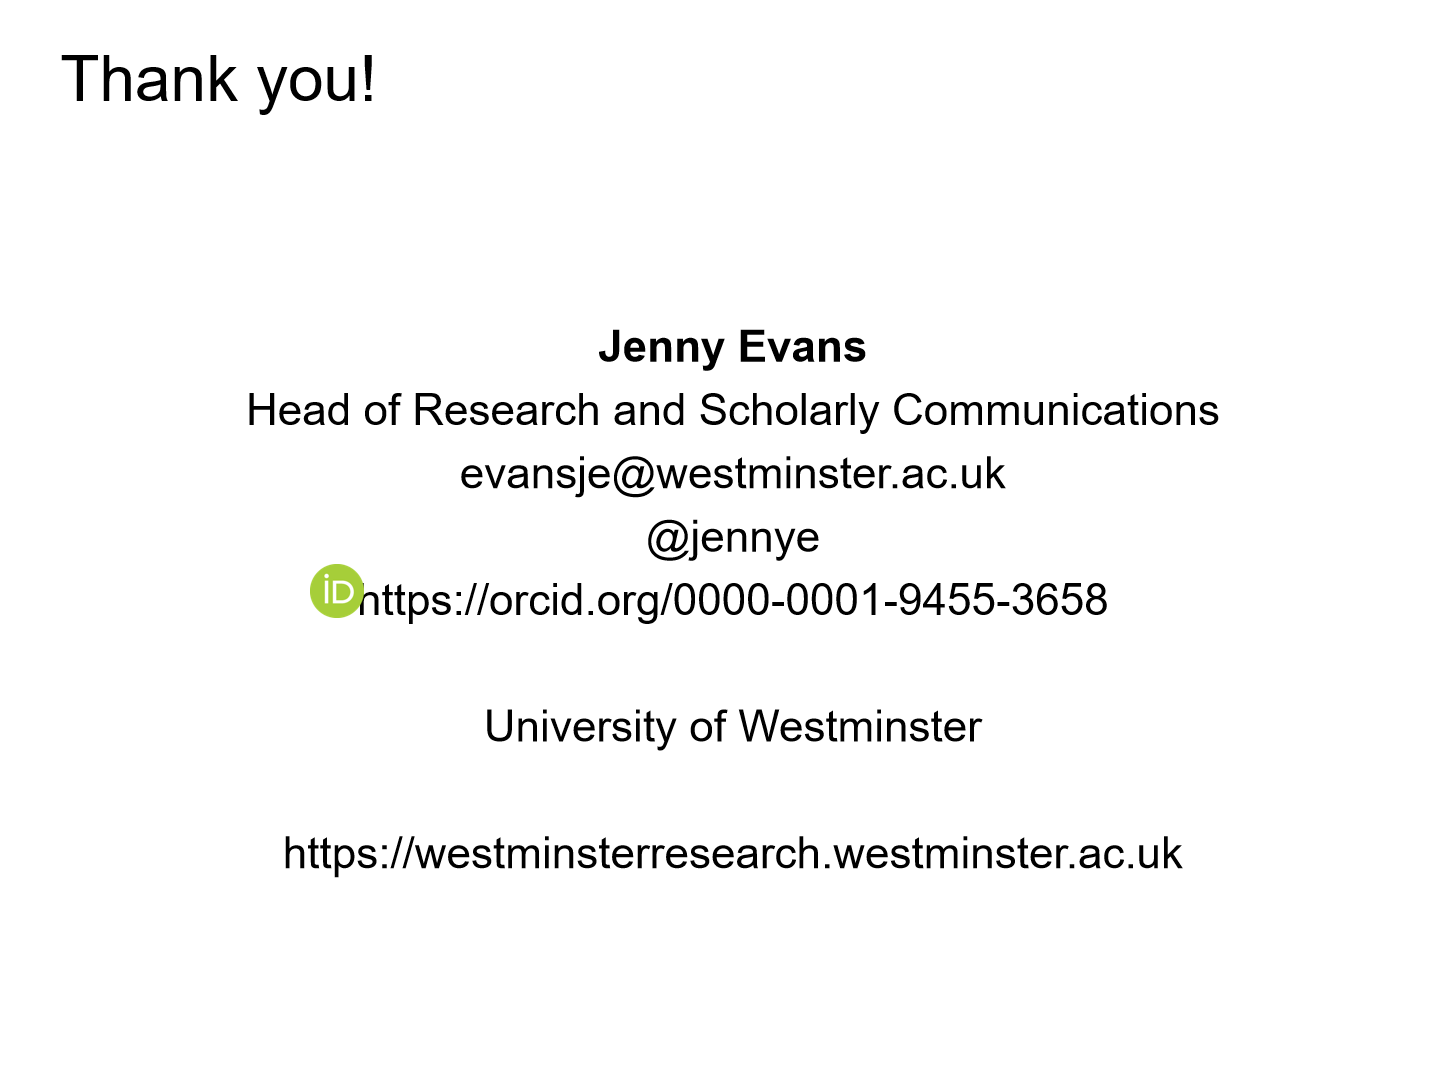 Thank you!
Jenny Evans
Head of Research and Scholarly Communications
evansje@westminster.ac.uk
@jennye
iD https://orcid.org/0000-0001-9455-3658
University of Westminster
https://westminsterresearch.westminster.ac.uk